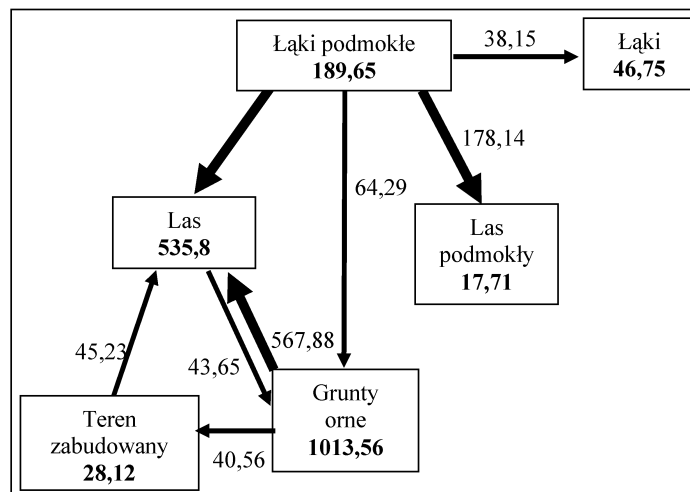 Łąki podmokłe
189,65
38,15
Łąki
46,75
178,14
64,29
Las
535,8
Las
podmokły
17,71
45,23
43,65
567,88
Grunty
orne
1013,56
Teren
zabudowany
28,12
40,56